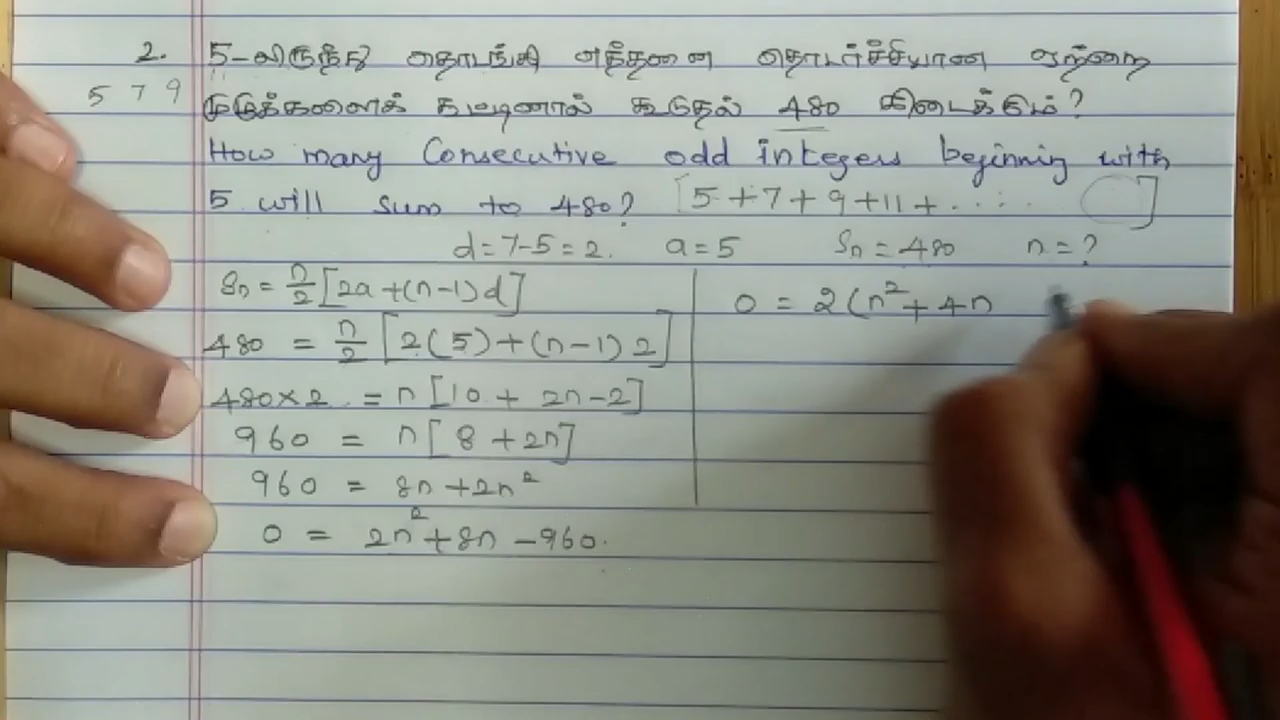 2. 5-லிருந்து தொடங்கி எத்தனை தொடர்ச்சியான ஒற்றை
5 7 9
முழுக்களைக் கூட்டினால் கூடுதல் 480 கிடைக்கும்?
How many Consecutive odd integers beginning with
5 will sum to 480? [5+7+9+11+.....]
d=7-5=2. a=5 Sn=480 n=?
Sn = n/2 [2a+(n-1)d]
480 = n/2 [2(5)+(n-1)2]
480×2 = n[10 + 2n-2]
960 = n[8+2n]
960 = 8n+2n²
0 = 2n²+8n-960.
0 = 2(n²+4n